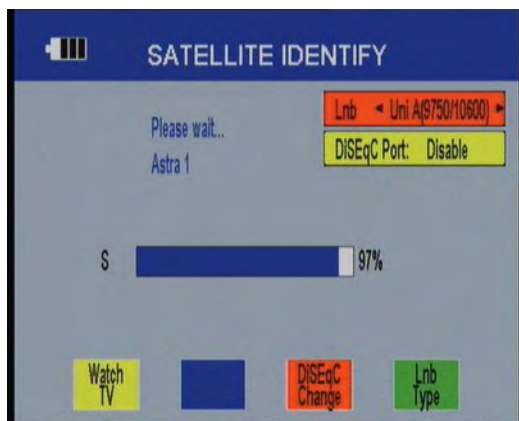 SATELLITE IDENTIFY
Lnb ◄ Uni A(9750/10600) ►
Please wait...
DiSEqC Port: Disable
Astra 1
S 97%
Watch TV
DISEqC Change
Lnb Type